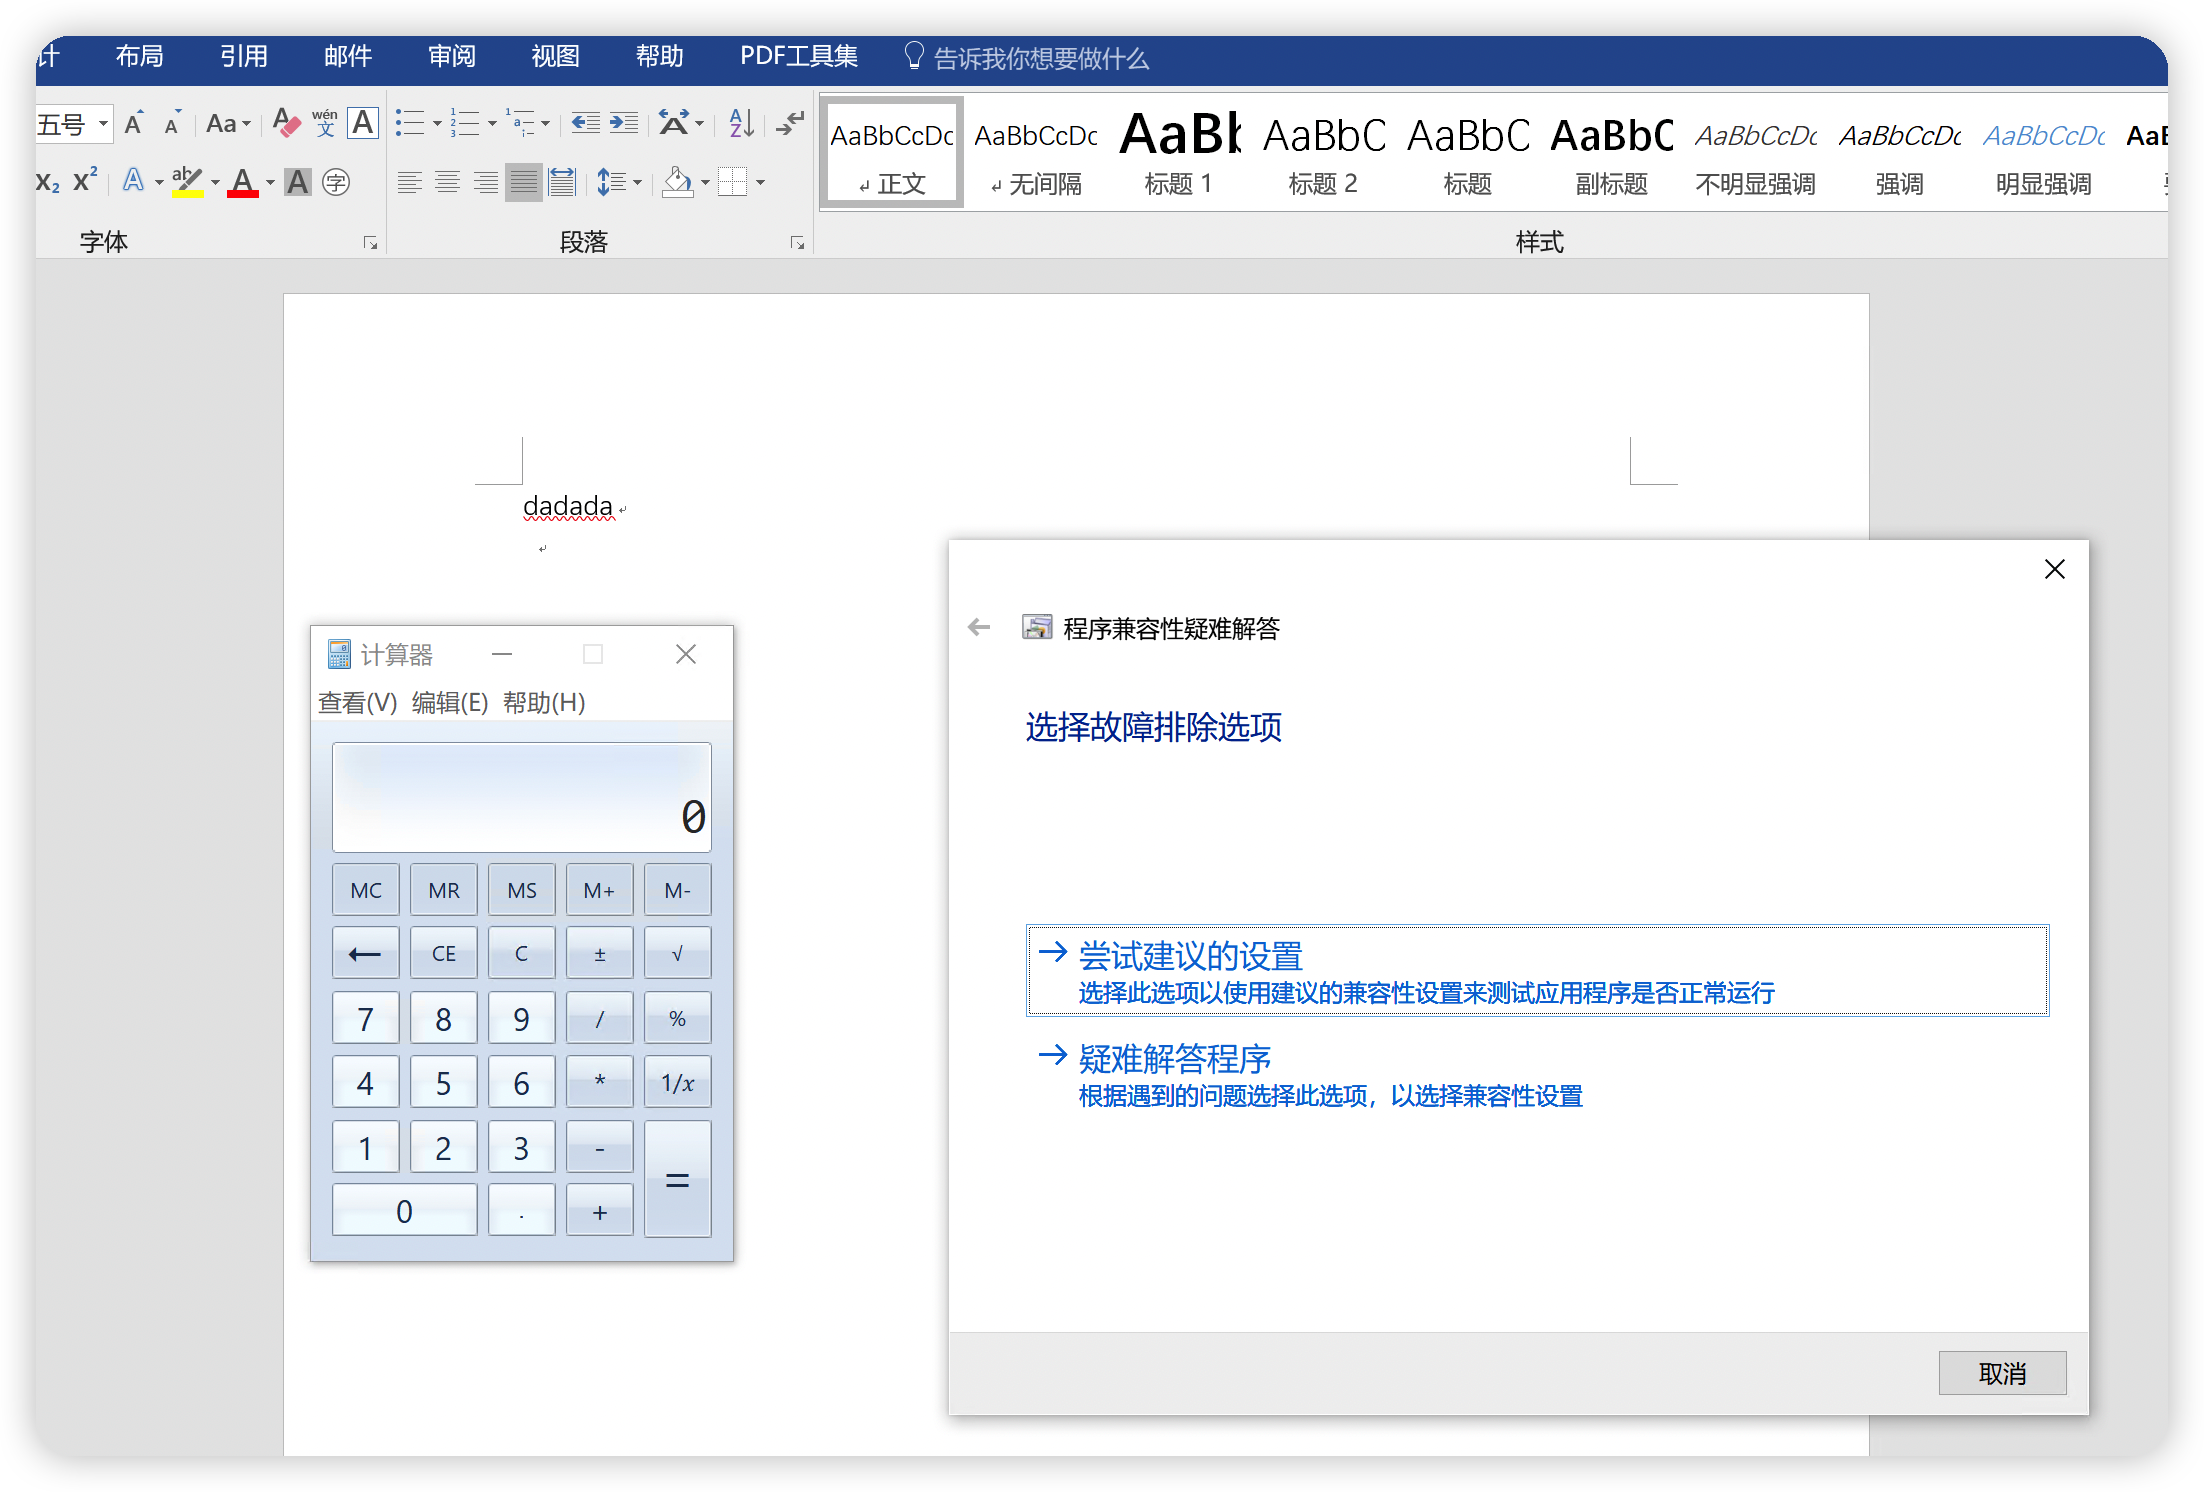 计 布局 引用 邮件 审阅 视图 帮助 PDF工具集 告诉我你想要做什么
五号 A A Aa wén 文 A
X₂ X² A ab A A 字
AaBbCcDc AaBbCcDc AaBb AaBbC AaBbC AaBbC AaBbCcDc AaBbCcDc AaBbCcDc AaB
正文 无间隔 标题 1 标题 2 标题 副标题 不明显强调 强调 明显强调
字体 段落 样式
dadada
计算器
查看(V) 编辑(E) 帮助(H)
0
MC MR MS M+ M-
← CE C ± √
7 8 9 / %
4 5 6 * 1/x
1 2 3 - =
0 . +
程序兼容性疑难解答
选择故障排除选项
→ 尝试建议的设置
选择此选项以使用建议的兼容性设置来测试应用程序是否正常运行
→ 疑难解答程序
根据遇到的问题选择此选项，以选择兼容性设置
取消